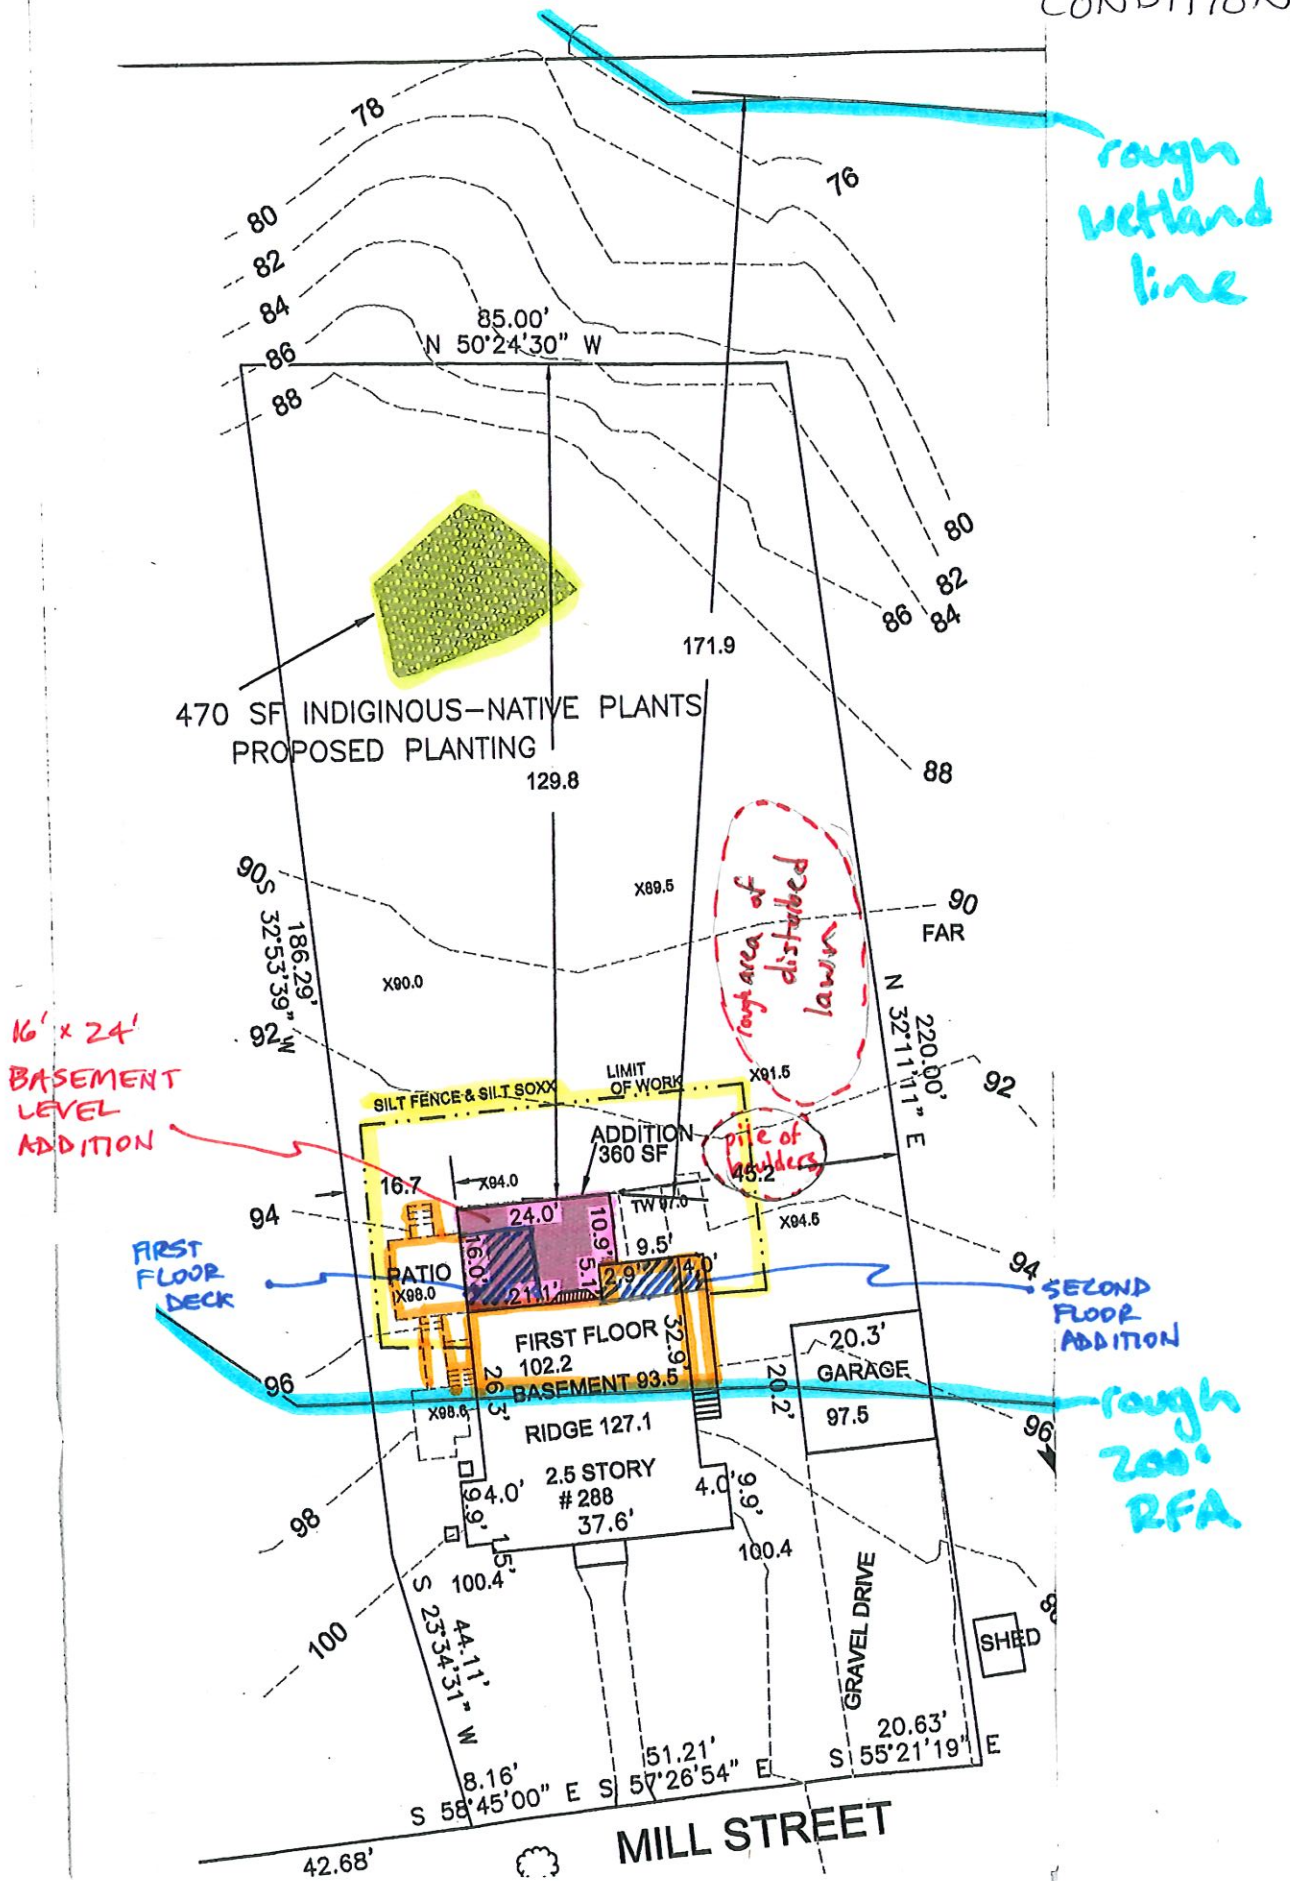 CONDITION
78
76
rough
wetland
line
80
82
84
86
88
85.00'
N 50°24'30" W
80
82
84
86
88
171.9
470 SF INDIGINOUS-NATIVE PLANTS
PROPOSED PLANTING
129.8
rough area of
disturbed
lawn
90
X89.5
90
FAR
S 32°53'39" W
186.29'
X90.0
N 32°11'11" E
220.00'
92
92
16' x 24'
BASEMENT
LEVEL
ADDITION
SILT FENCE & SILT SOXX
LIMIT
OF WORK
X91.5
ADDITION
360 SF
pile of
boulders
16.7
X94.0
45.2
94
24.0'
10.9'
TW 97.0
X94.5
94
FIRST
FLOOR
DECK
PATIO
X98.0
16.0'
21.1'
5.1'
2.9'
9.5'
4.0'
SECOND
FLOOR
ADDITION
FIRST FLOOR
102.2
32.9'
20.3'
GARAGE
97.5
20.2'
96
26.3'
BASEMENT 93.5
X98.6
RIDGE 127.1
rough
200'
RFA
96
2.5 STORY
#288
37.6'
4.0'
9.9'
4.0'
9.9'
1.5'
98
100.4'
100.4
100
98
S 23°34'31" W
44.11'
GRAVEL DRIVE
SHED
8.16'
S 58°45'00" E
51.21'
S 57°26'54" E
20.63'
S 55°21'19" E
42.68'
MILL STREET